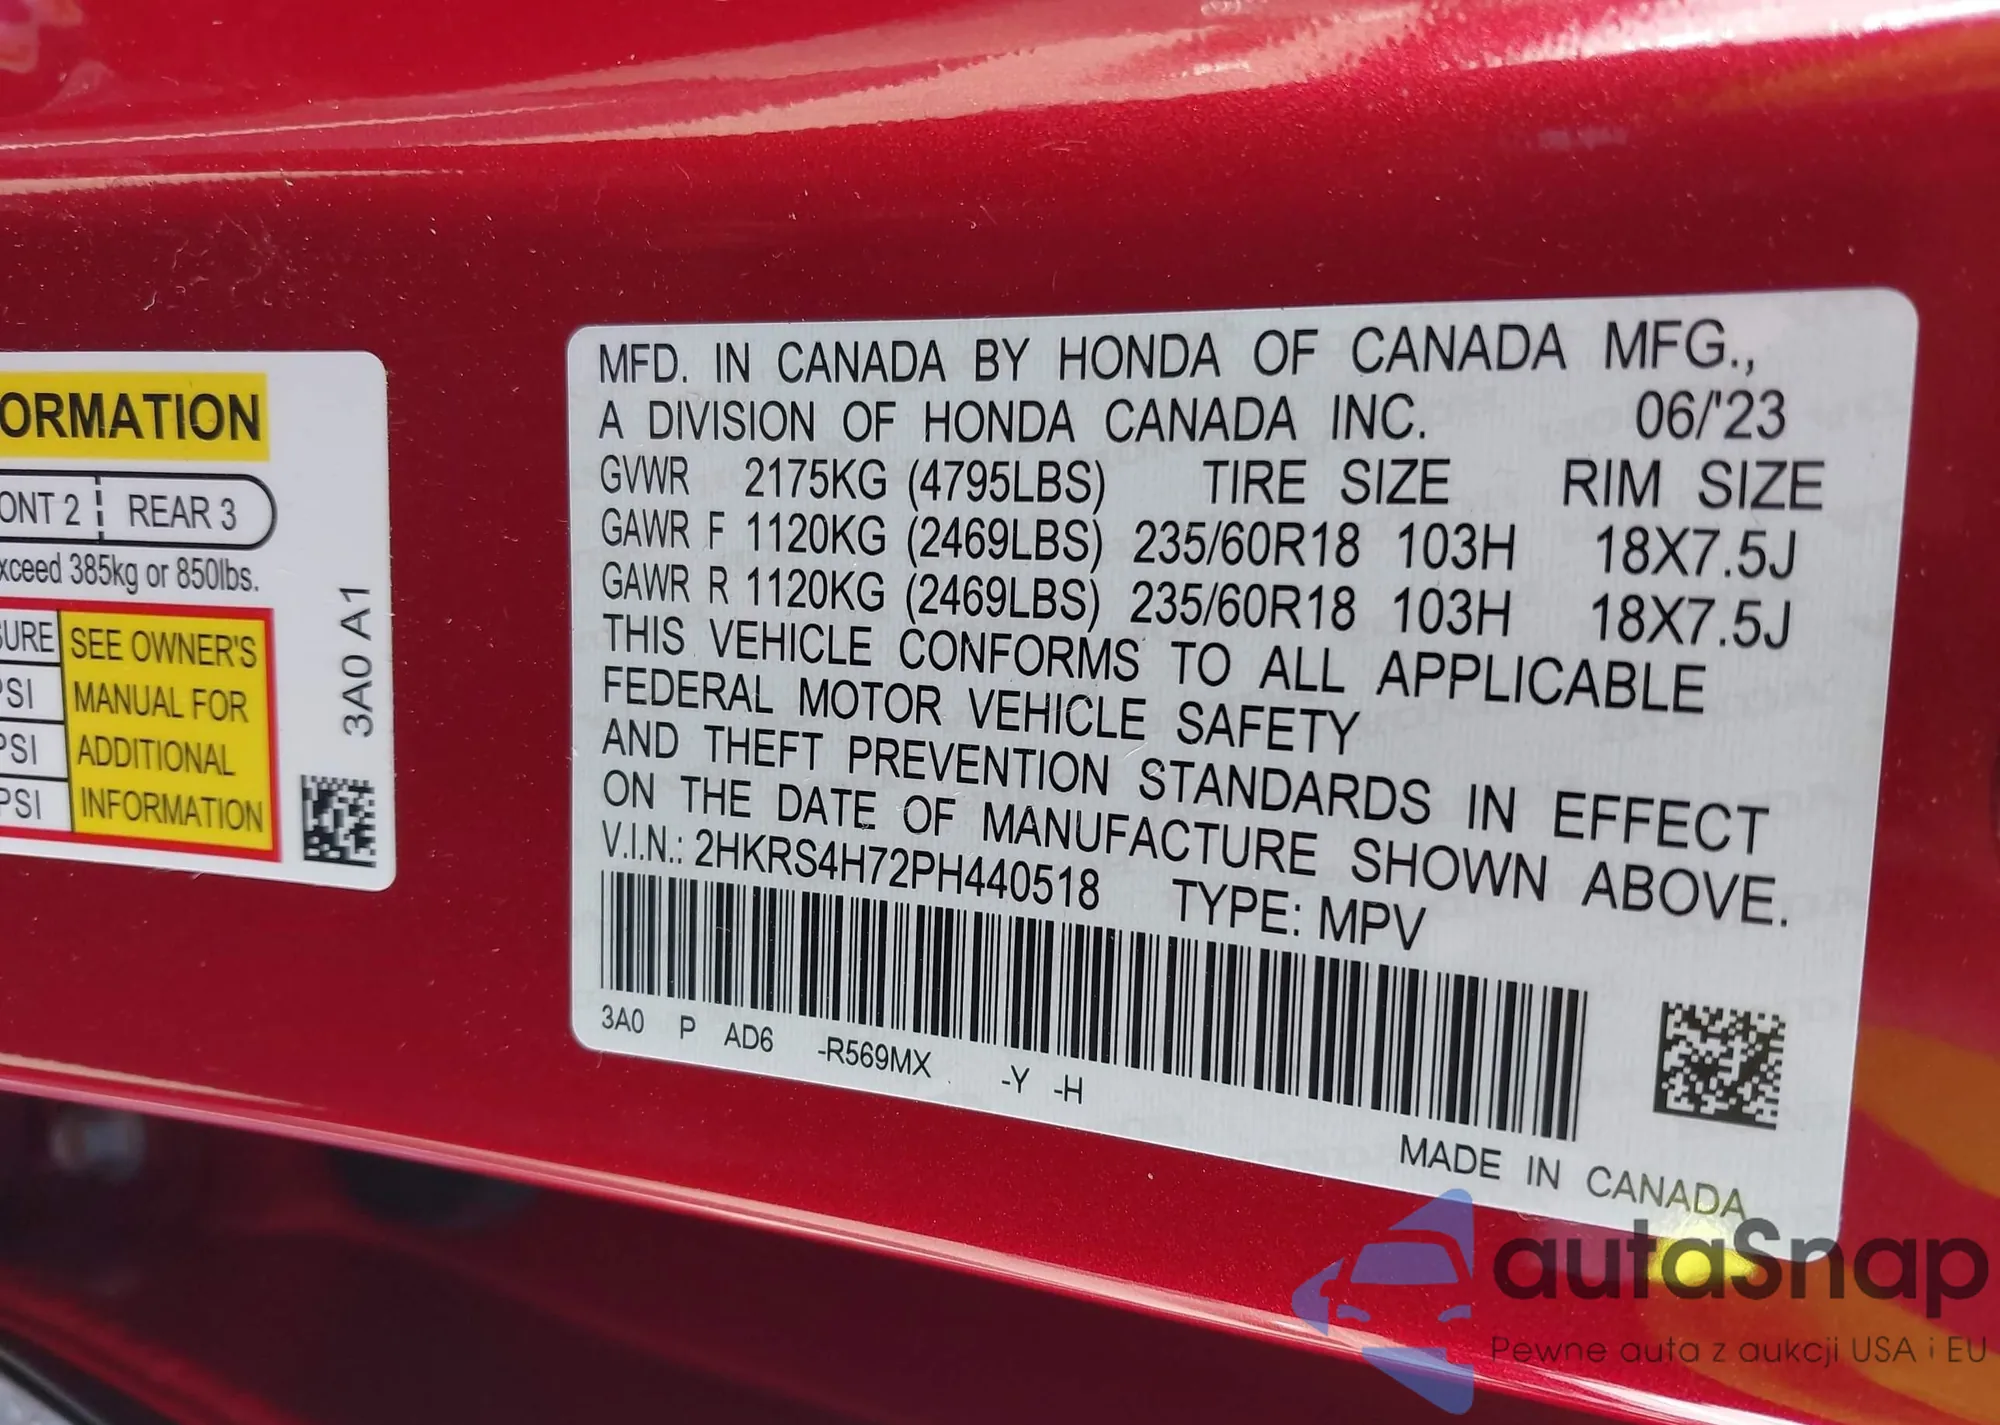 ORMATION
ONT 2 REAR 3
xceed 385kg or 850lbs.
SURE
PSI
PSI
PSI
SEE OWNER'S
MANUAL FOR
ADDITIONAL
INFORMATION
3A0 A1
MFD. IN CANADA BY HONDA OF CANADA MFG.,
A DIVISION OF HONDA CANADA INC. 06/'23
GVWR 2175KG (4795LBS) TIRE SIZE RIM SIZE
GAWR F 1120KG (2469LBS) 235/60R18 103H 18X7.5J
GAWR R 1120KG (2469LBS) 235/60R18 103H 18X7.5J
THIS VEHICLE CONFORMS TO ALL APPLICABLE
FEDERAL MOTOR VEHICLE SAFETY
AND THEFT PREVENTION STANDARDS IN EFFECT
ON THE DATE OF MANUFACTURE SHOWN ABOVE.
V.I.N.: 2HKRS4H72PH440518 TYPE: MPV
3A0 P AD6 -R569MX -Y -H
MADE IN CANADA
autaSnap
Pewne auta z aukcji USA i EU